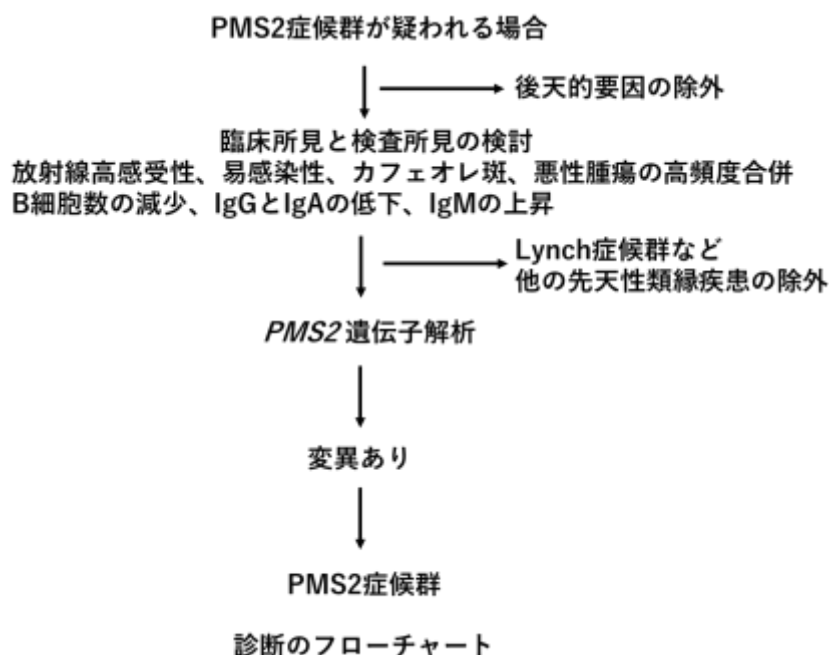 PMS2症候群が疑われる場合
後天的要因の除外
臨床所見と検査所見の検討
放射線高感受性、易感染性、カフェオレ斑、悪性腫瘍の高頻度合併
B細胞数の減少、IgGとIgAの低下、IgMの上昇
Lynch症候群など
他の先天性類縁疾患の除外
PMS2 遺伝子解析
変異あり
PMS2症候群
診断のフローチャート